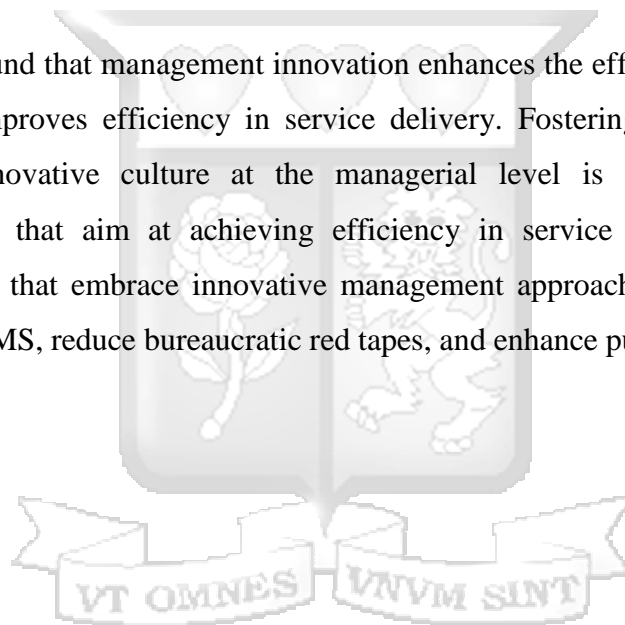 und that management innovation enhances the eff
nproves efficiency in service delivery. Fostering
novative culture at the managerial level is
that aim at achieving efficiency in service
that embrace innovative management approach
MS, reduce bureaucratic red tapes, and enhance pu
VT OMNES VNVM SINT